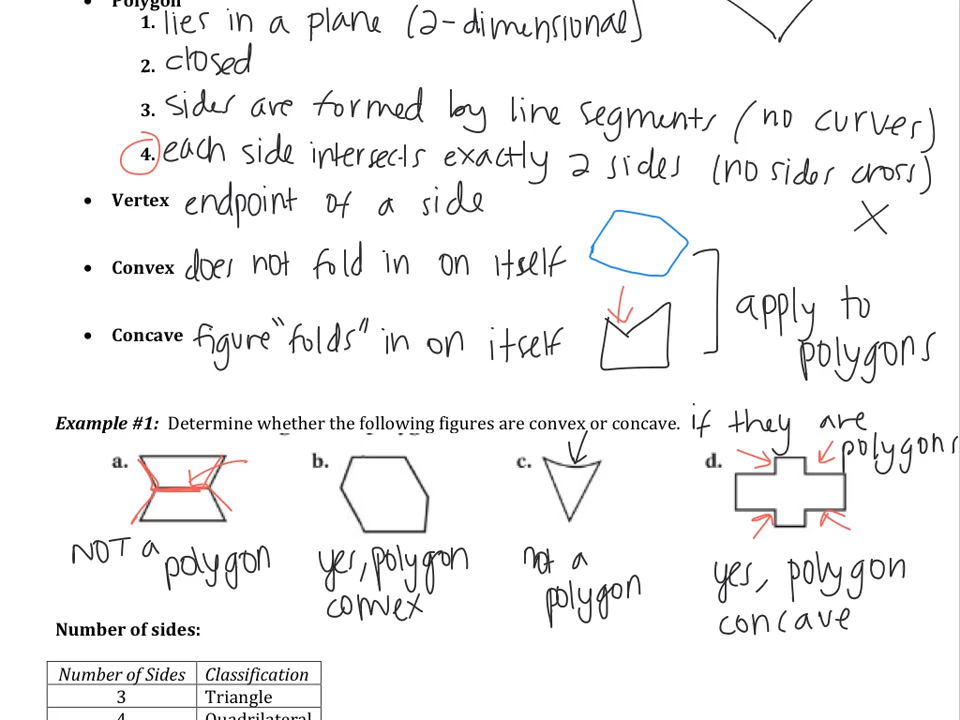 • Polygon
1. lies in a plane (2-dimensional)
2. closed
3. sides are formed by line segments (no curves)
4. each side intersects exactly 2 sides (no sides cross)
• Vertex endpoint of a side
• Convex does not fold in on itself
• Concave figure "folds" in on itself
apply to
polygons
Example #1: Determine whether the following figures are convex or concave. if they are
polygons
a. b. c. d.
NOT a polygon
yes, polygon
convex
not a
polygon
yes, polygon
concave
Number of sides:
Number of Sides Classification
3 Triangle
4 Quadrilateral